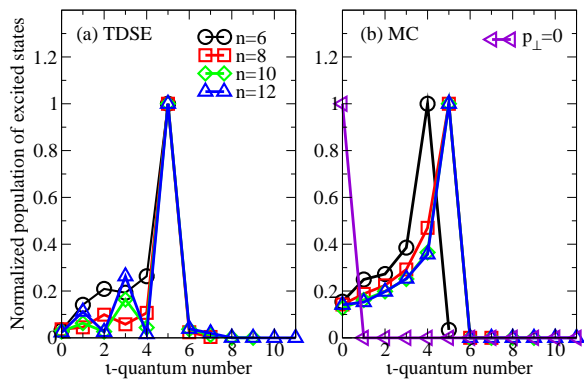 (a) TDSE
n=6
n=8
n=10
n=12
(b) MC
p⊥=0
Normalized population of excited states
1.2
1
0.8
0.6
0.4
0.2
0
0 2 4 6 8 10
0 2 4 6 8 10
ι-quantum number
ι-quantum number